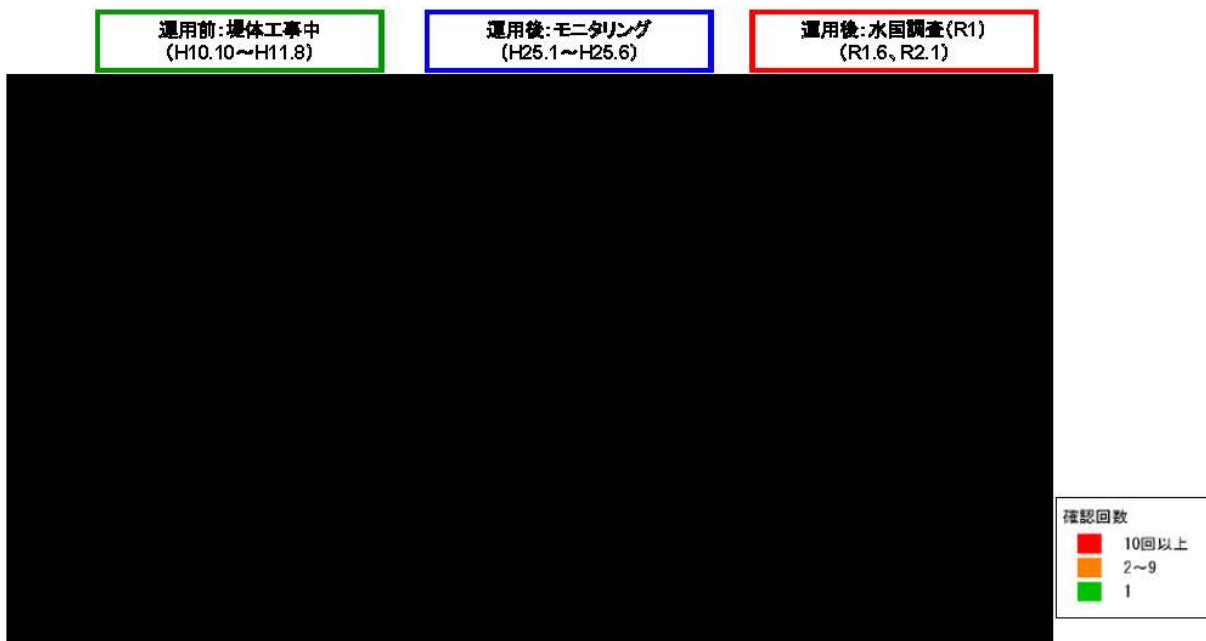 運用前:堤体工事中
(H10.10～H11.8)
運用後:モニタリング
(H25.1～H25.6)
運用後:水国調査(R1)
(R1.6、R2.1)
確認回数
10回以上
2～9
1